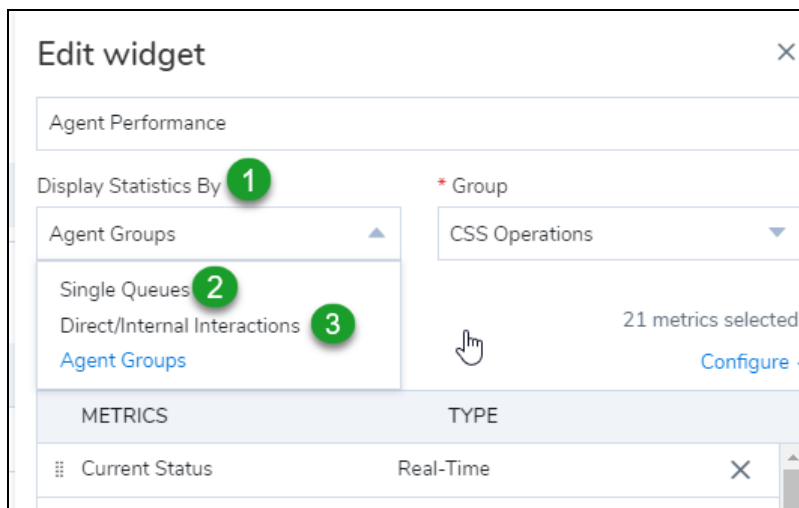 Edit widget
Agent Performance
Display Statistics By 1
* Group
Agent Groups
CSS Operations
Single Queues 2
Direct/Internal Interactions 3
Agent Groups
21 metrics selected
Configure
METRICS TYPE
Current Status Real-Time